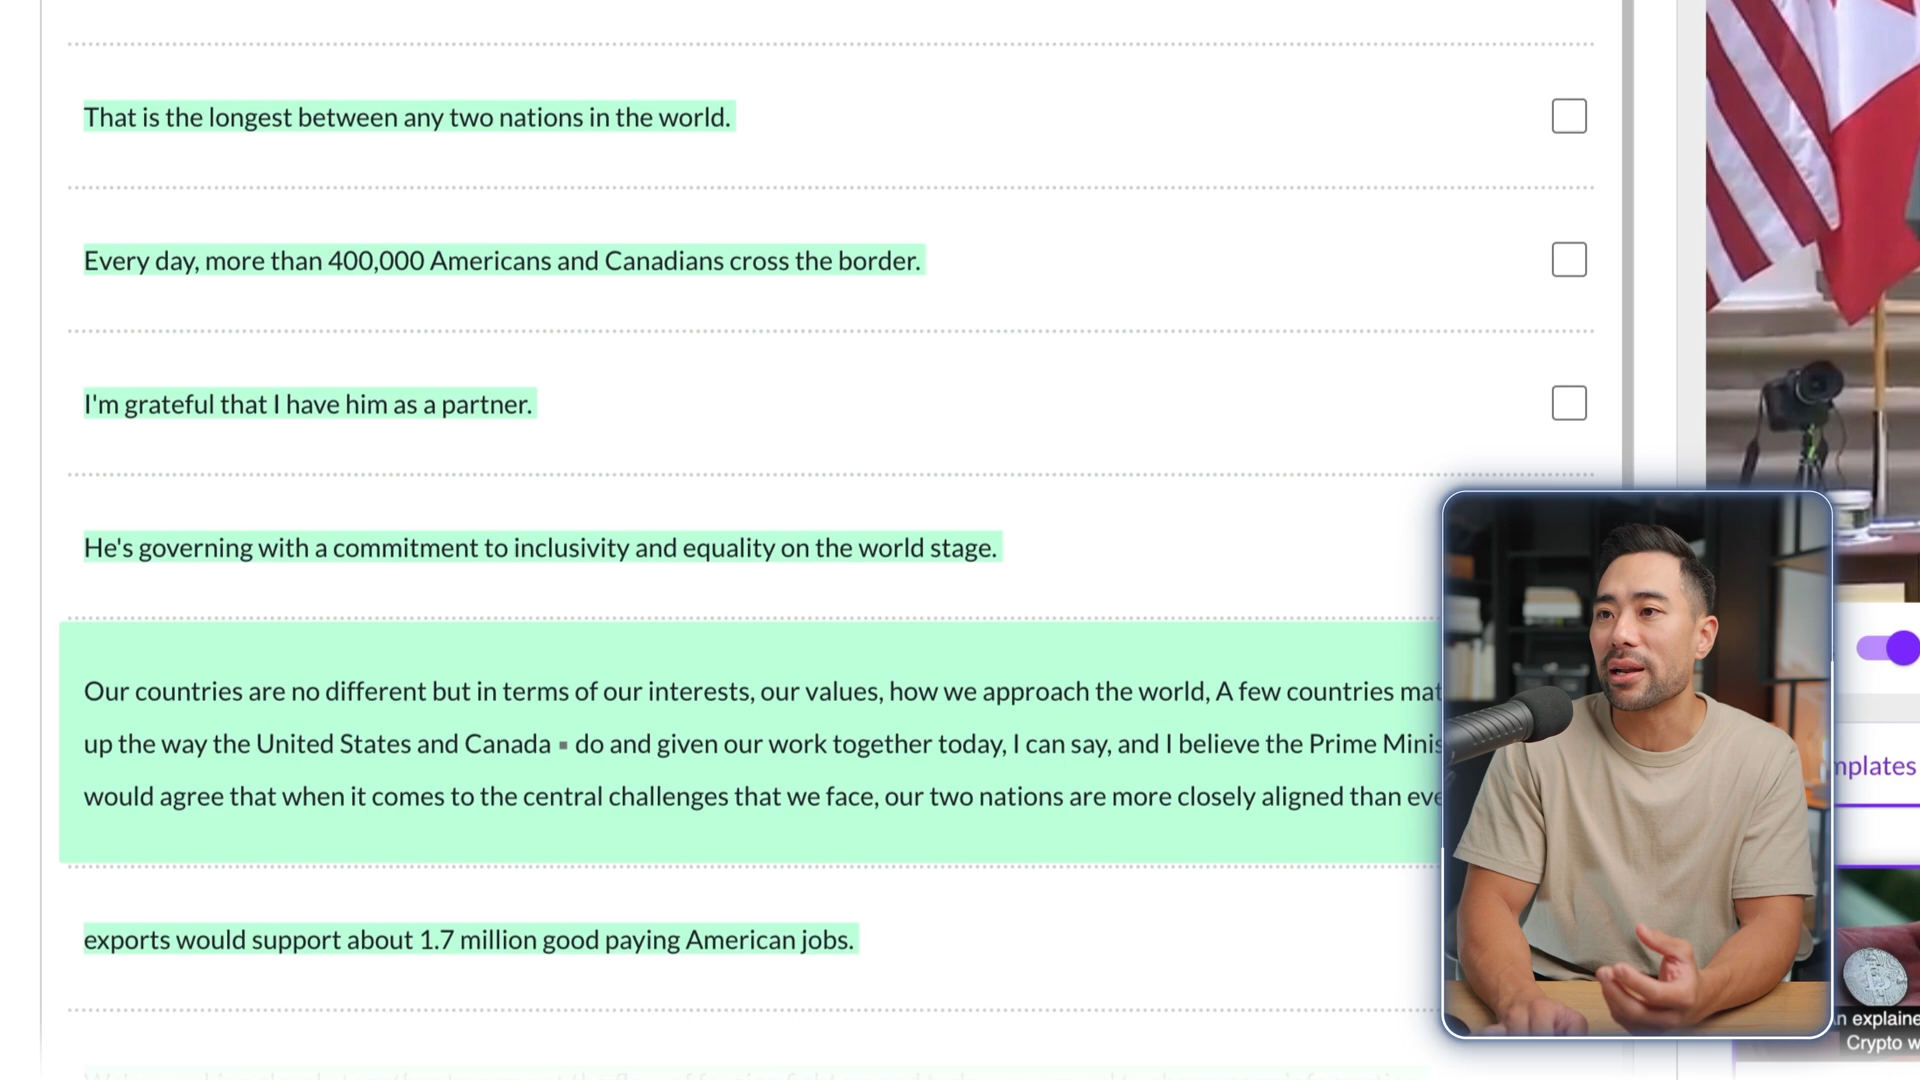 That is the longest between any two nations in the world.
Every day, more than 400,000 Americans and Canadians cross the border.
I'm grateful that I have him as a partner.
He's governing with a commitment to inclusivity and equality on the world stage.
Our countries are no different but in terms of our interests, our values, how we approach the world, A few countries mat
up the way the United States and Canada ▪ do and given our work together today, I can say, and I believe the Prime Minis
would agree that when it comes to the central challenges that we face, our two nations are more closely aligned than eve
exports would support about 1.7 million good paying American jobs.
mplates
n explaine
Crypto w